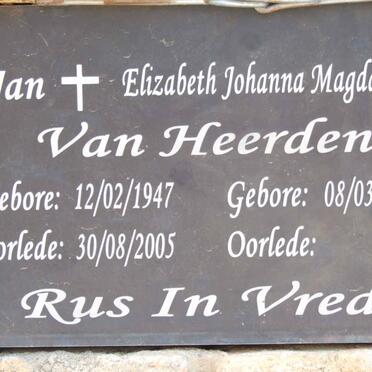 Jan Elizabeth Johanna Magda
Van Heerden
ebore: 12/02/1947 Gebore: 08/03
orlede: 30/08/2005 Oorlede:
Rus In Vred